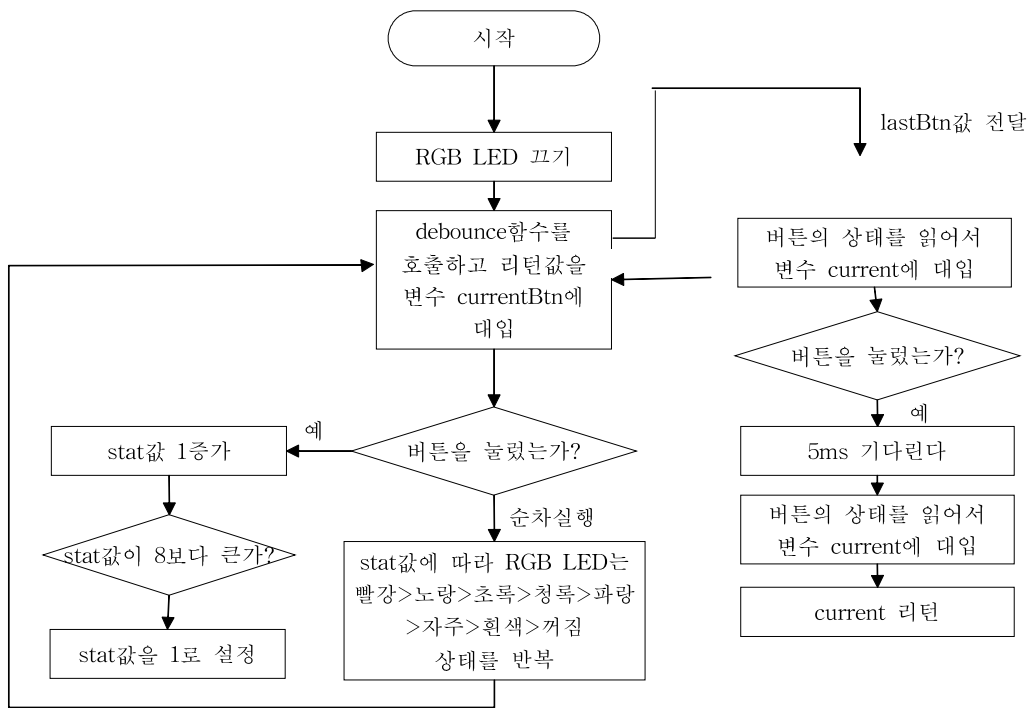 시작
RGB LED 끄기
debounce함수를
호출하고 리턴값을
변수 currentBtn에
대입
버튼을 눌렀는가?
예
stat값 1증가
stat값이 8보다 큰가?
stat값을 1로 설정
순차실행
stat값에 따라 RGB LED는
빨강>노랑>초록>청록>파랑
>자주>흰색>꺼짐
상태를 반복
lastBtn값 전달
버튼의 상태를 읽어서
변수 current에 대입
버튼을 눌렀는가?
예
5ms 기다린다
버튼의 상태를 읽어서
변수 current에 대입
current 리턴